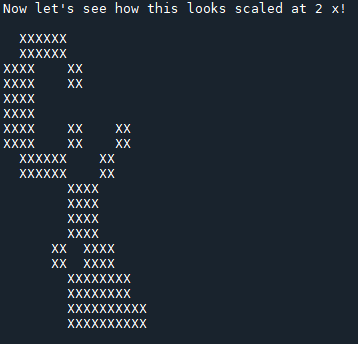 Now let's see how this looks scaled at 2 x!
  XXXXXX
  XXXXXX
XXXX    XX
XXXX    XX
XXXX
XXXX
XXXX    XX    XX
XXXX    XX    XX
  XXXXXX    XX
  XXXXXX    XX
        XXXX
        XXXX
        XXXX
        XXXX
      XX  XXXX
      XX  XXXX
        XXXXXXXX
        XXXXXXXX
        XXXXXXXXXX
        XXXXXXXXXX